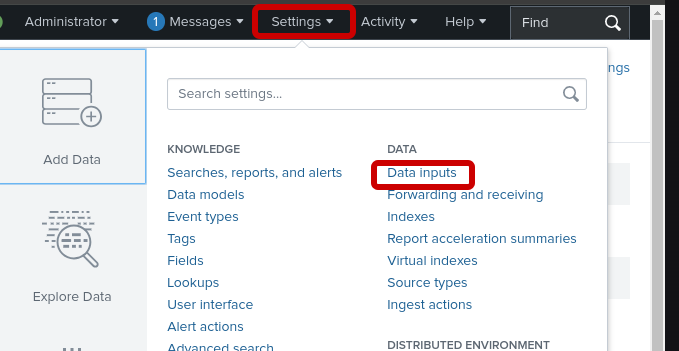 Administrator 1 Messages Settings Activity Help Find
ngs
Search settings...
Add Data
KNOWLEDGE
Searches, reports, and alerts
Data models
Event types
Tags
Fields
Lookups
User interface
Alert actions
Advanced search
DATA
Data inputs
Forwarding and receiving
Indexes
Report acceleration summaries
Virtual indexes
Source types
Ingest actions
DISTRIBUTED ENVIRONMENT
Explore Data